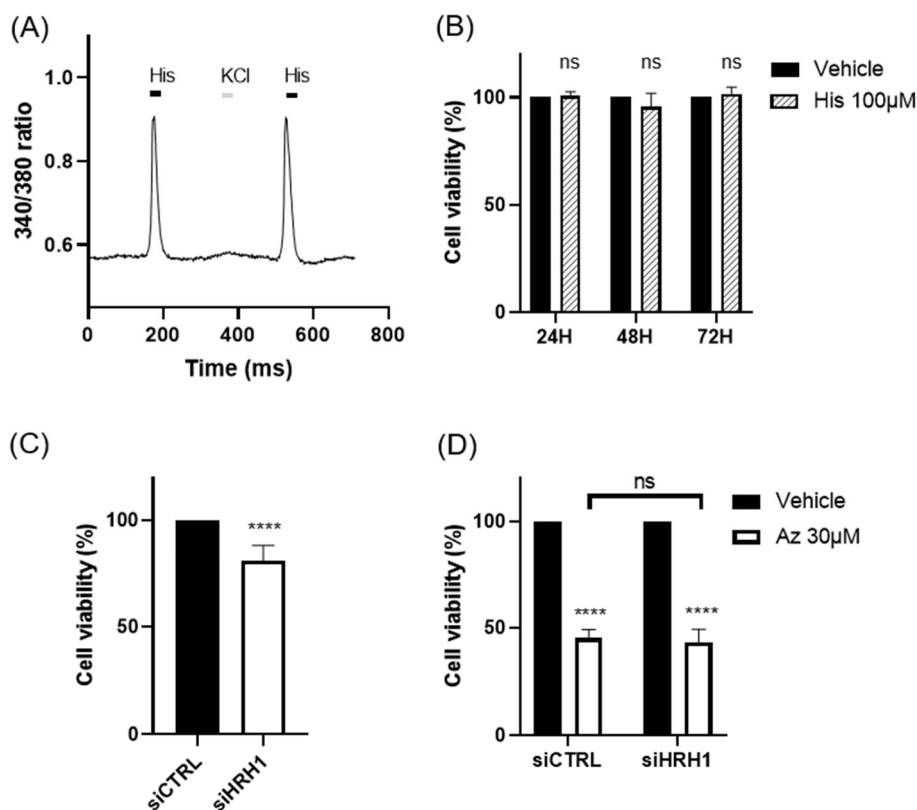 (A)
340/380 ratio
1.0
0.8
0.6
His
KCl
His
0
200
400
600
800
Time (ms)
(B)
Cell viability (%)
100
50
0
ns
ns
ns
24H
48H
72H
Vehicle
His 100µM
(C)
Cell viability (%)
100
50
0
****
siCTRL
siHRH1
(D)
Cell viability (%)
100
50
0
ns
****
****
siCTRL
siHRH1
Vehicle
Az 30µM